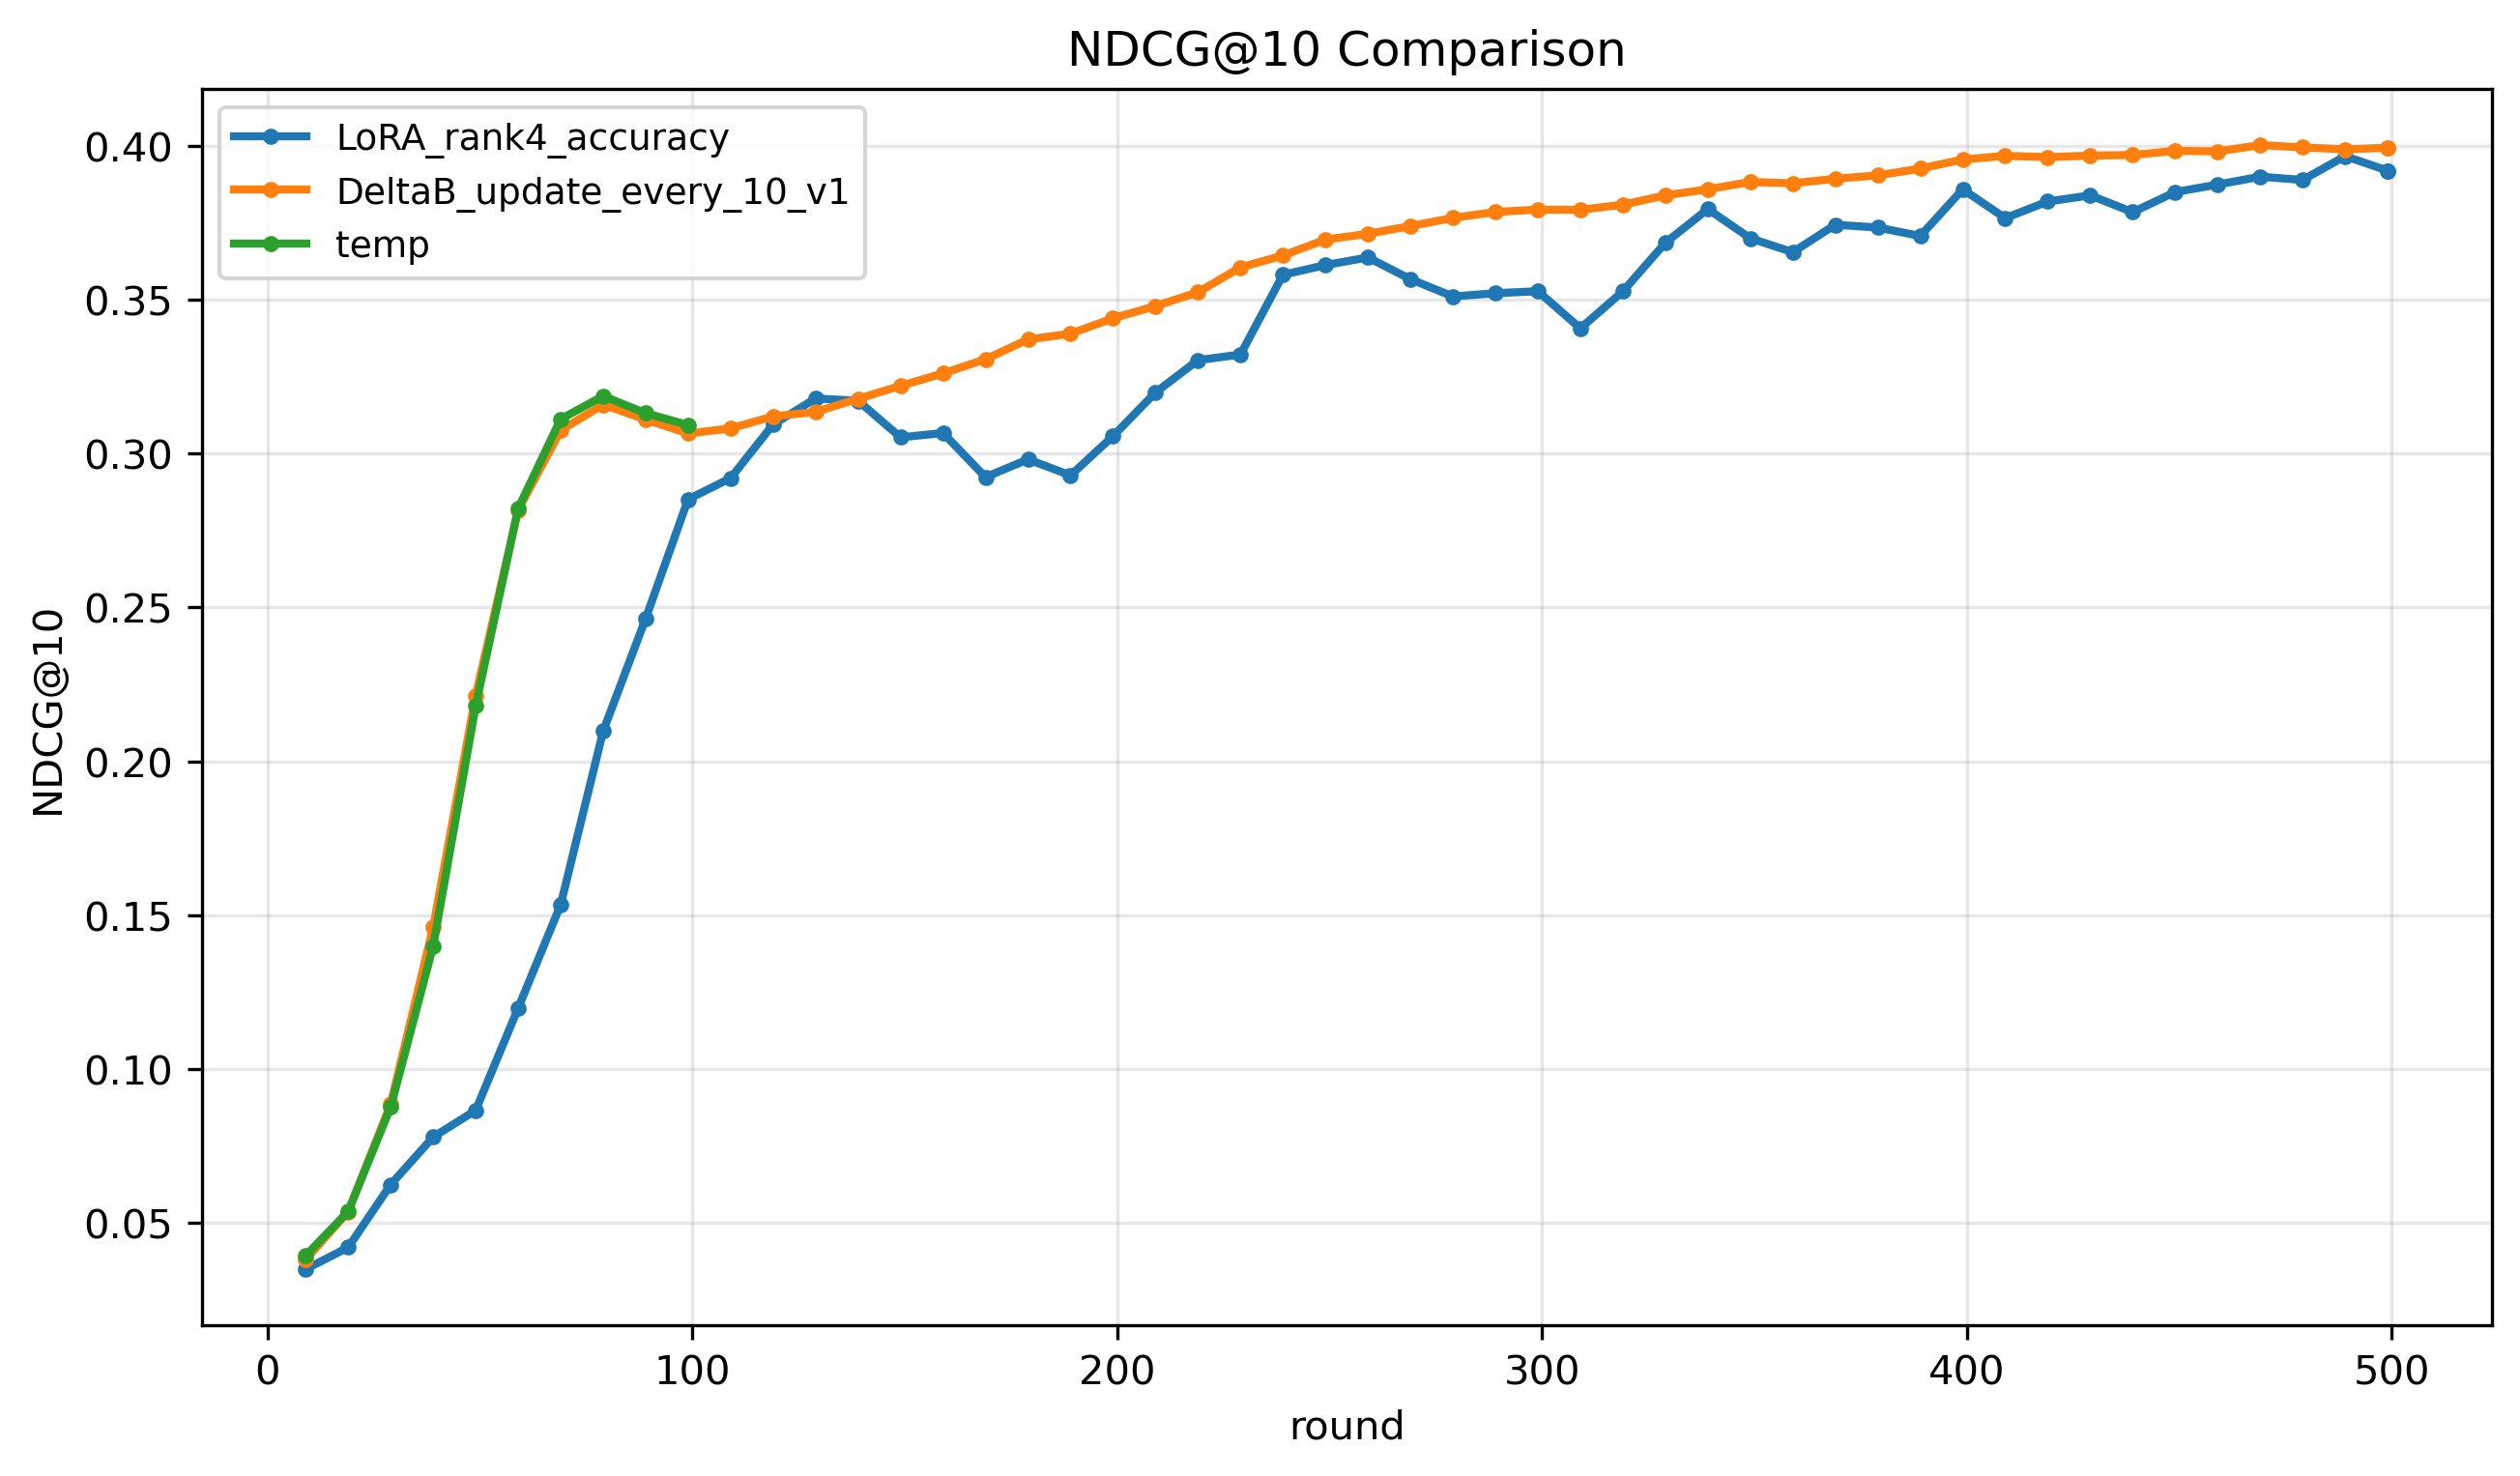 NDCG@10 Comparison
LoRA_rank4_accuracy
DeltaB_update_every_10_v1
temp
NDCG@10
0.40
0.35
0.30
0.25
0.20
0.15
0.10
0.05
0 100 200 300 400 500
round